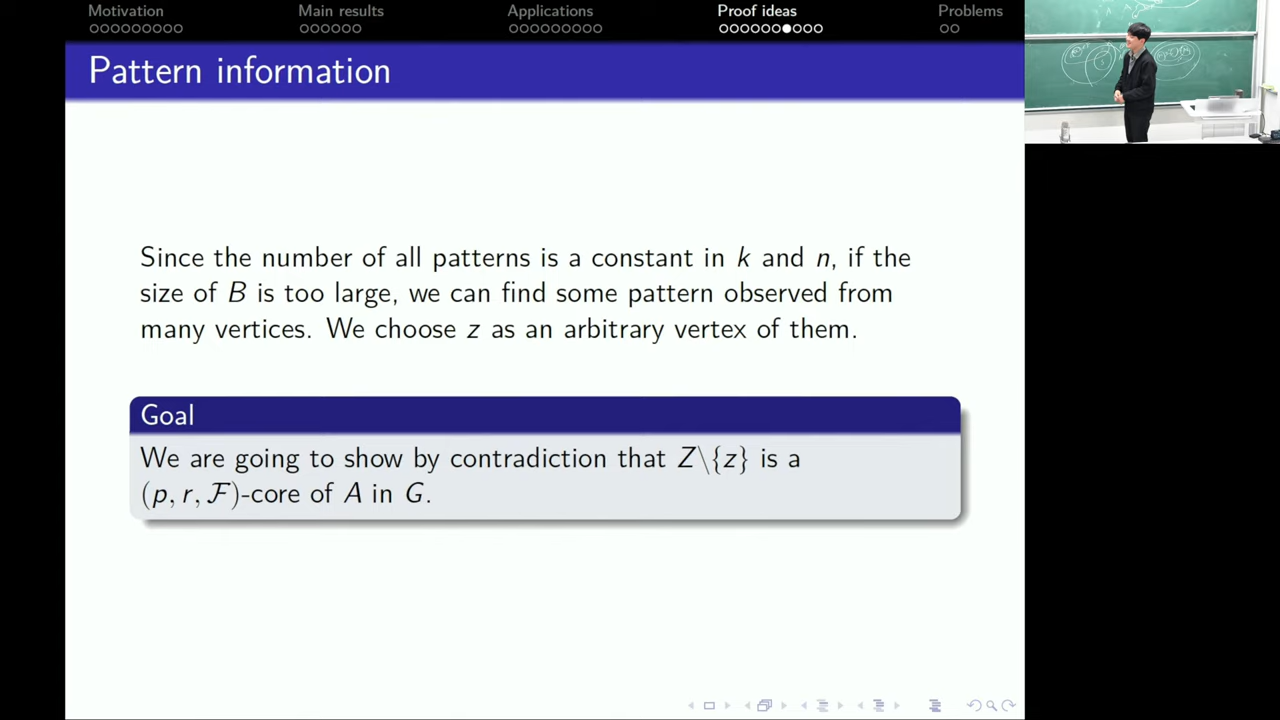 Motivation
Main results
Applications
Proof ideas
Problems
Pattern information
Since the number of all patterns is a constant in k and n, if the
size of B is too large, we can find some pattern observed from
many vertices. We choose z as an arbitrary vertex of them.
Goal
We are going to show by contradiction that Z\{z} is a
(p, r, ℱ)-core of A in G.